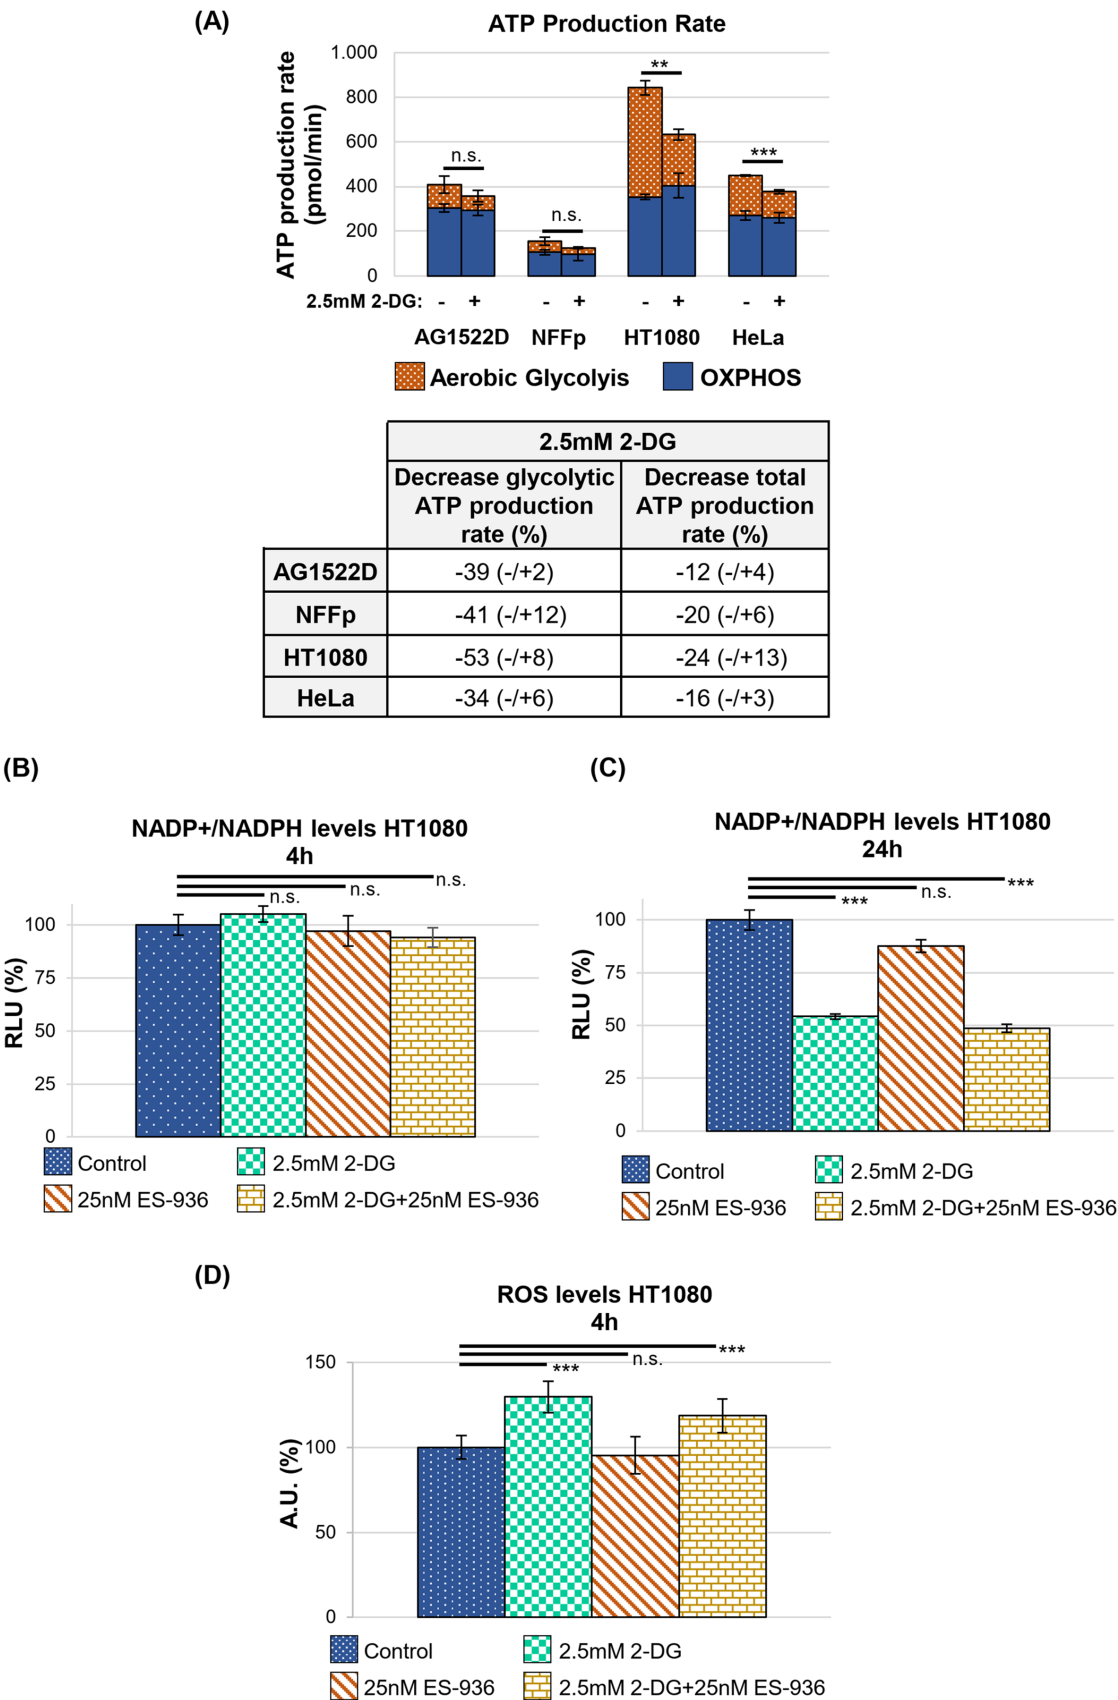 (A)
ATP Production Rate
ATP production rate
(pmol/min)
1.000
800
600
400
200
0
n.s.
n.s.
**
***
2.5mM 2-DG: - + - + - + - +
AG1522D NFFp HT1080 HeLa
Aerobic Glycolyis OXPHOS
2.5mM 2-DG
Decrease glycolytic
ATP production
rate (%)
Decrease total
ATP production
rate (%)
AG1522D -39 (-/+2) -12 (-/+4)
NFFp -41 (-/+12) -20 (-/+6)
HT1080 -53 (-/+8) -24 (-/+13)
HeLa -34 (-/+6) -16 (-/+3)
(B)
NADP+/NADPH levels HT1080
4h
n.s.
n.s.
n.s.
RLU (%)
100
75
50
25
0
Control 2.5mM 2-DG
25nM ES-936 2.5mM 2-DG+25nM ES-936
(C)
NADP+/NADPH levels HT1080
24h
***
n.s.
***
RLU (%)
100
75
50
25
0
Control 2.5mM 2-DG
25nM ES-936 2.5mM 2-DG+25nM ES-936
(D)
ROS levels HT1080
4h
***
n.s.
***
A.U. (%)
150
100
50
0
Control 2.5mM 2-DG
25nM ES-936 2.5mM 2-DG+25nM ES-936